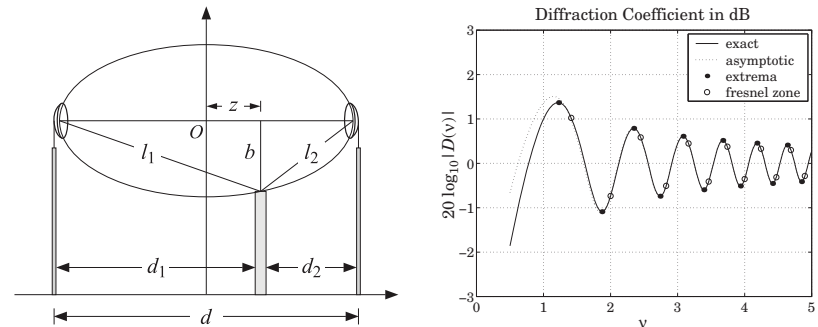 z
O
l1
b
l2
d1
d2
d
Diffraction Coefficient in dB
3
2
1
0
−1
−2
−3
20 log10|D(ν)|
exact
asymptotic
extrema
fresnel zone
0 1 2 3 4 5
ν